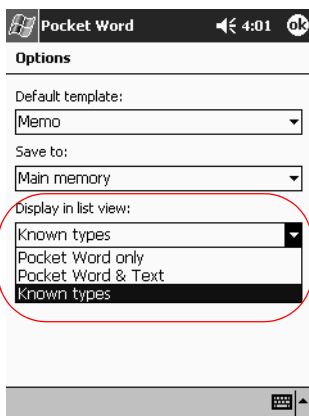 Pocket Word 4:01 ok
Options
Default template:
Memo
Save to:
Main memory
Display in list view:
Known types
Pocket Word only
Pocket Word & Text
Known types